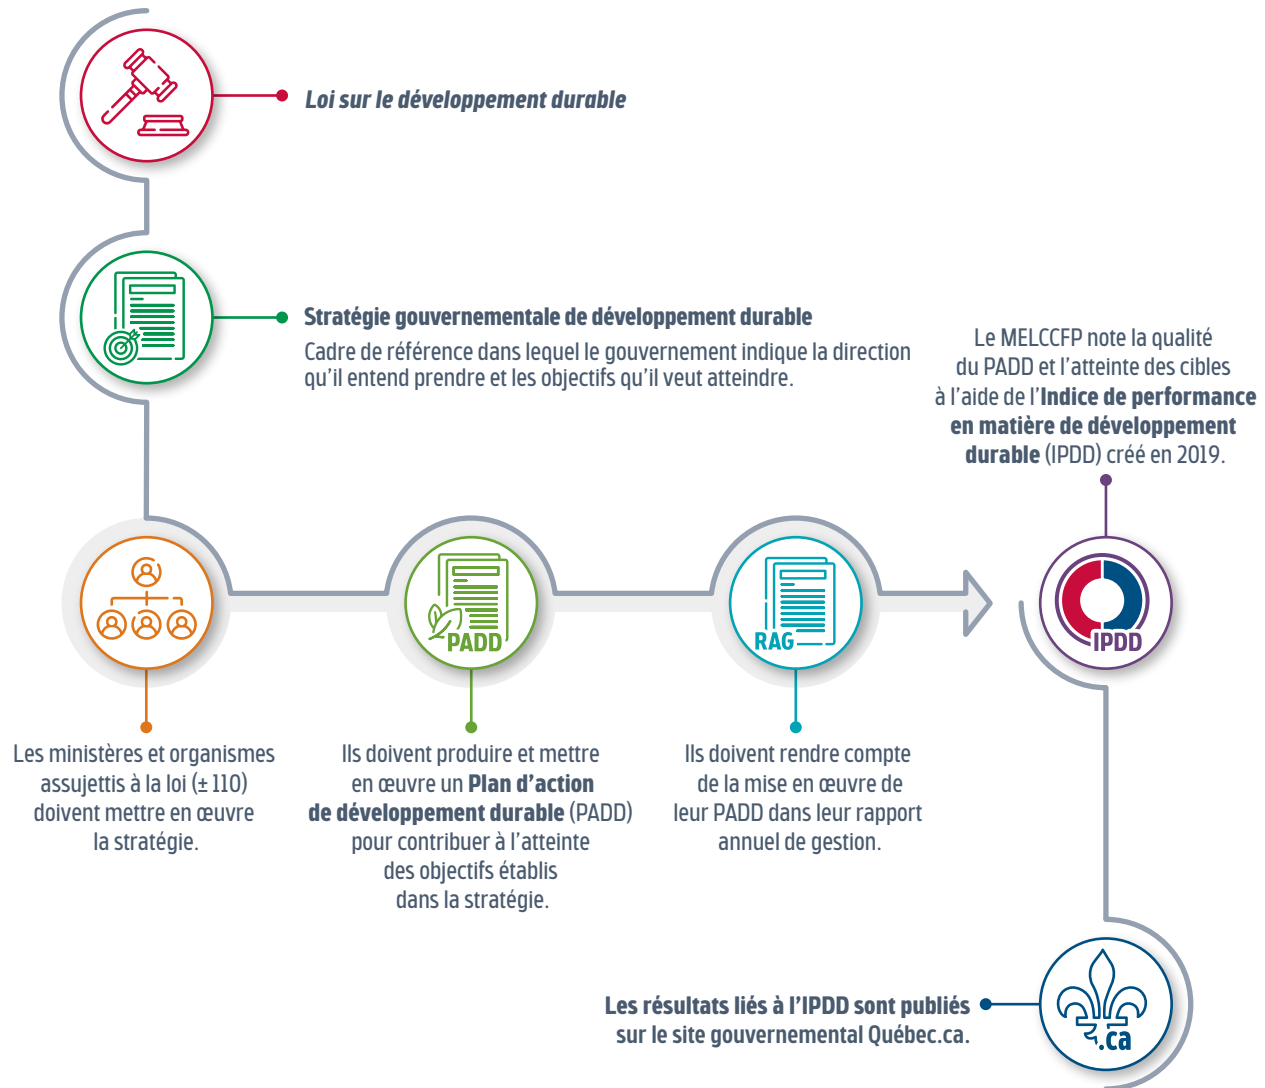 Loi sur le développement durable
Stratégie gouvernementale de développement durable
Cadre de référence dans lequel le gouvernement indique la direction
qu'il entend prendre et les objectifs qu'il veut atteindre.
Le MELCCFP note la qualité
du PADD et l'atteinte des cibles
à l'aide de l'Indice de performance
en matière de développement
durable (IPDD) créé en 2019.
PADD
RAG
IPDD
Les ministères et organismes
assujettis à la loi (± 110)
doivent mettre en œuvre
la stratégie.
Ils doivent produire et mettre
en œuvre un Plan d'action
de développement durable (PADD)
pour contribuer à l'atteinte
des objectifs établis
dans la stratégie.
Ils doivent rendre compte
de la mise en œuvre de
leur PADD dans leur rapport
annuel de gestion.
Les résultats liés à l'IPDD sont publiés
sur le site gouvernemental Québec.ca.
.ca